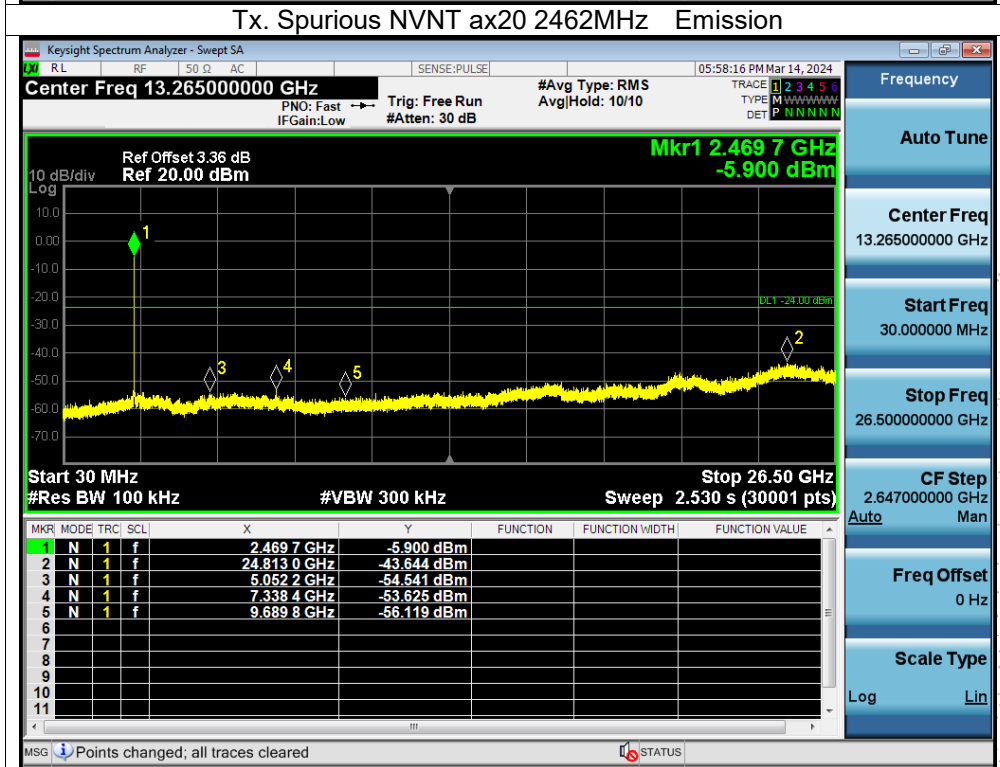 Tx. Spurious NVNT ax20 2462MHz Emission
Keysight Spectrum Analyzer - Swept SA
LXI RL RF 50 Ω AC SENSE:PULSE 05:58:16 PM Mar 14, 2024
Center Freq 13.265000000 GHz #Avg Type: RMS TRACE 1 2 3 4 5 6
PNO: Fast Trig: Free Run Avg|Hold: 10/10 TYPE M WWWWW
IFGain:Low #Atten: 30 dB DET P N N N N N
Mkr1 2.469 7 GHz
-5.900 dBm
Ref Offset 3.36 dB
10 dB/div Ref 20.00 dBm
Log
10.0
0.00
-10.0
-20.0
-30.0
-40.0
-50.0
-60.0
-70.0
1
DL1 -24.00 dBm
2
3
4
5
Start 30 MHz Stop 26.50 GHz
#Res BW 100 kHz #VBW 300 kHz Sweep 2.530 s (30001 pts)
MKR MODE TRC SCL X Y FUNCTION FUNCTION WIDTH FUNCTION VALUE
1 N 1 f 2.469 7 GHz -5.900 dBm
2 N 1 f 24.813 0 GHz -43.644 dBm
3 N 1 f 5.052 2 GHz -54.541 dBm
4 N 1 f 7.338 4 GHz -53.625 dBm
5 N 1 f 9.689 8 GHz -56.119 dBm
6
7
8
9
10
11
MSG Points changed; all traces cleared STATUS
Frequency
Auto Tune
Center Freq
13.265000000 GHz
Start Freq
30.000000 MHz
Stop Freq
26.500000000 GHz
CF Step
2.647000000 GHz
Auto Man
Freq Offset
0 Hz
Scale Type
Log Lin